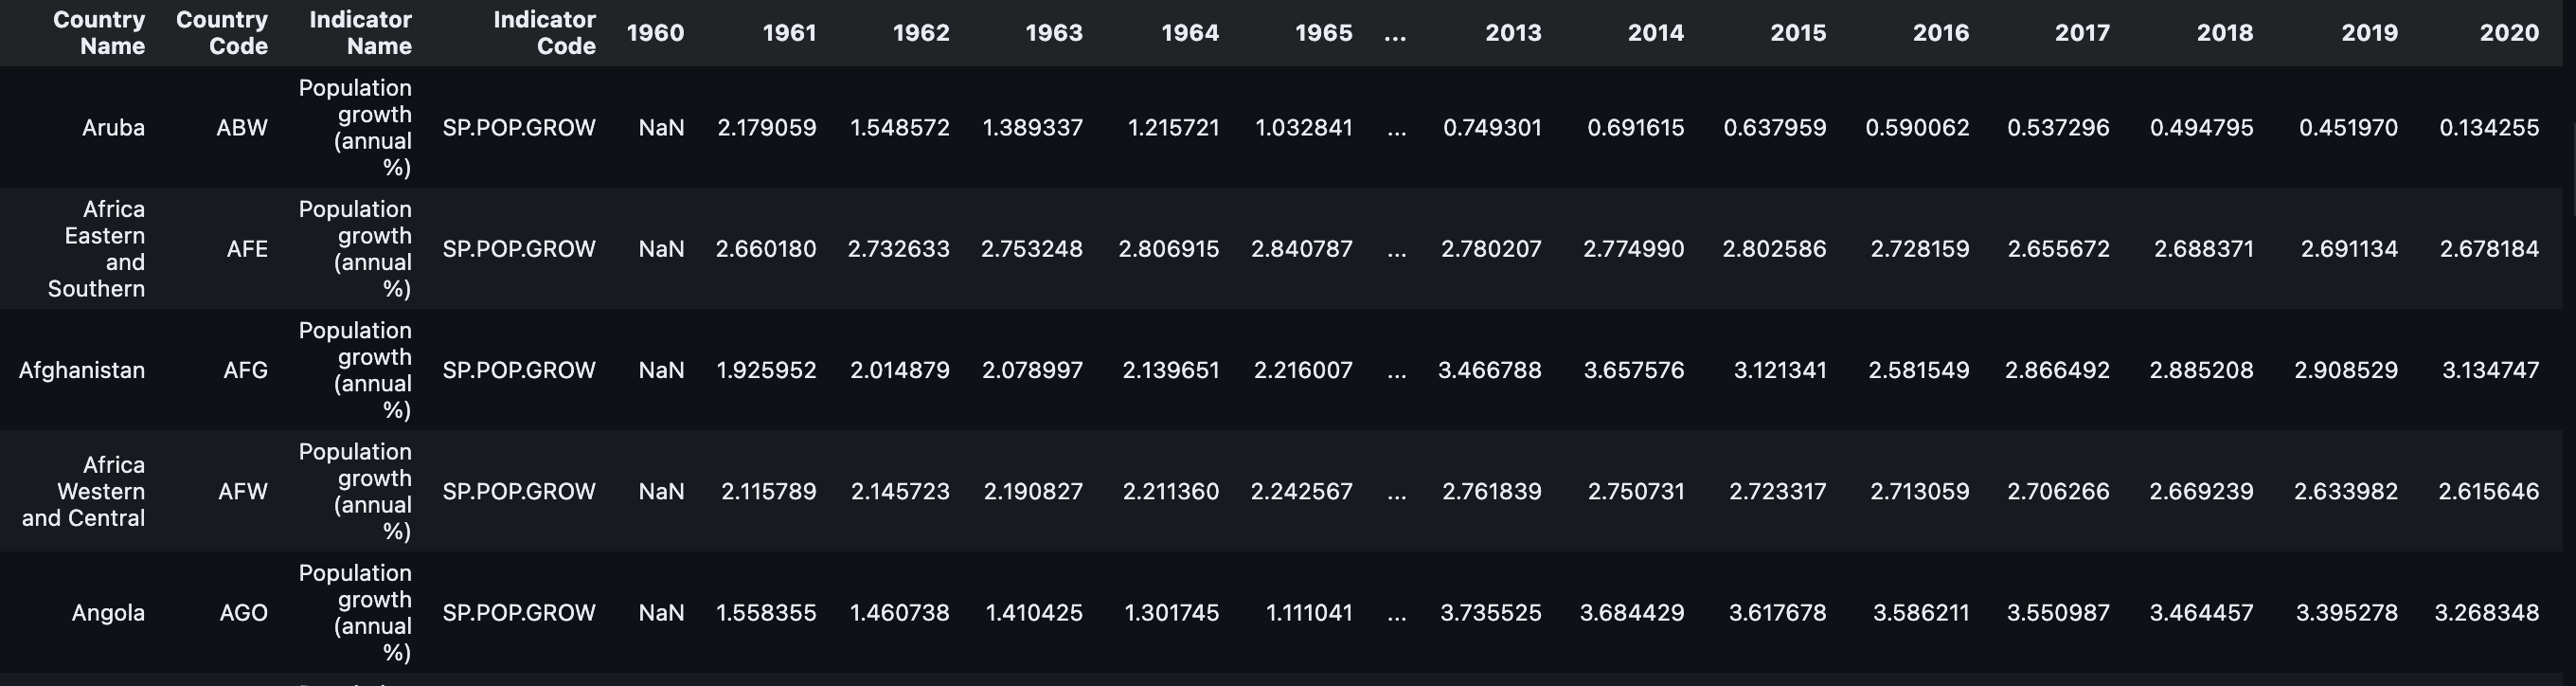 Country Name Country Code Indicator Name Indicator Code 1960 1961 1962 1963 1964 1965 ... 2013 2014 2015 2016 2017 2018 2019 2020
Aruba ABW Population growth (annual %) SP.POP.GROW NaN 2.179059 1.548572 1.389337 1.215721 1.032841 ... 0.749301 0.691615 0.637959 0.590062 0.537296 0.494795 0.451970 0.134255
Africa Eastern and Southern AFE Population growth (annual %) SP.POP.GROW NaN 2.660180 2.732633 2.753248 2.806915 2.840787 ... 2.780207 2.774990 2.802586 2.728159 2.655672 2.688371 2.691134 2.678184
Afghanistan AFG Population growth (annual %) SP.POP.GROW NaN 1.925952 2.014879 2.078997 2.139651 2.216007 ... 3.466788 3.657576 3.121341 2.581549 2.866492 2.885208 2.908529 3.134747
Africa Western and Central AFW Population growth (annual %) SP.POP.GROW NaN 2.115789 2.145723 2.190827 2.211360 2.242567 ... 2.761839 2.750731 2.723317 2.713059 2.706266 2.669239 2.633982 2.615646
Angola AGO Population growth (annual %) SP.POP.GROW NaN 1.558355 1.460738 1.410425 1.301745 1.111041 ... 3.735525 3.684429 3.617678 3.586211 3.550987 3.464457 3.395278 3.268348